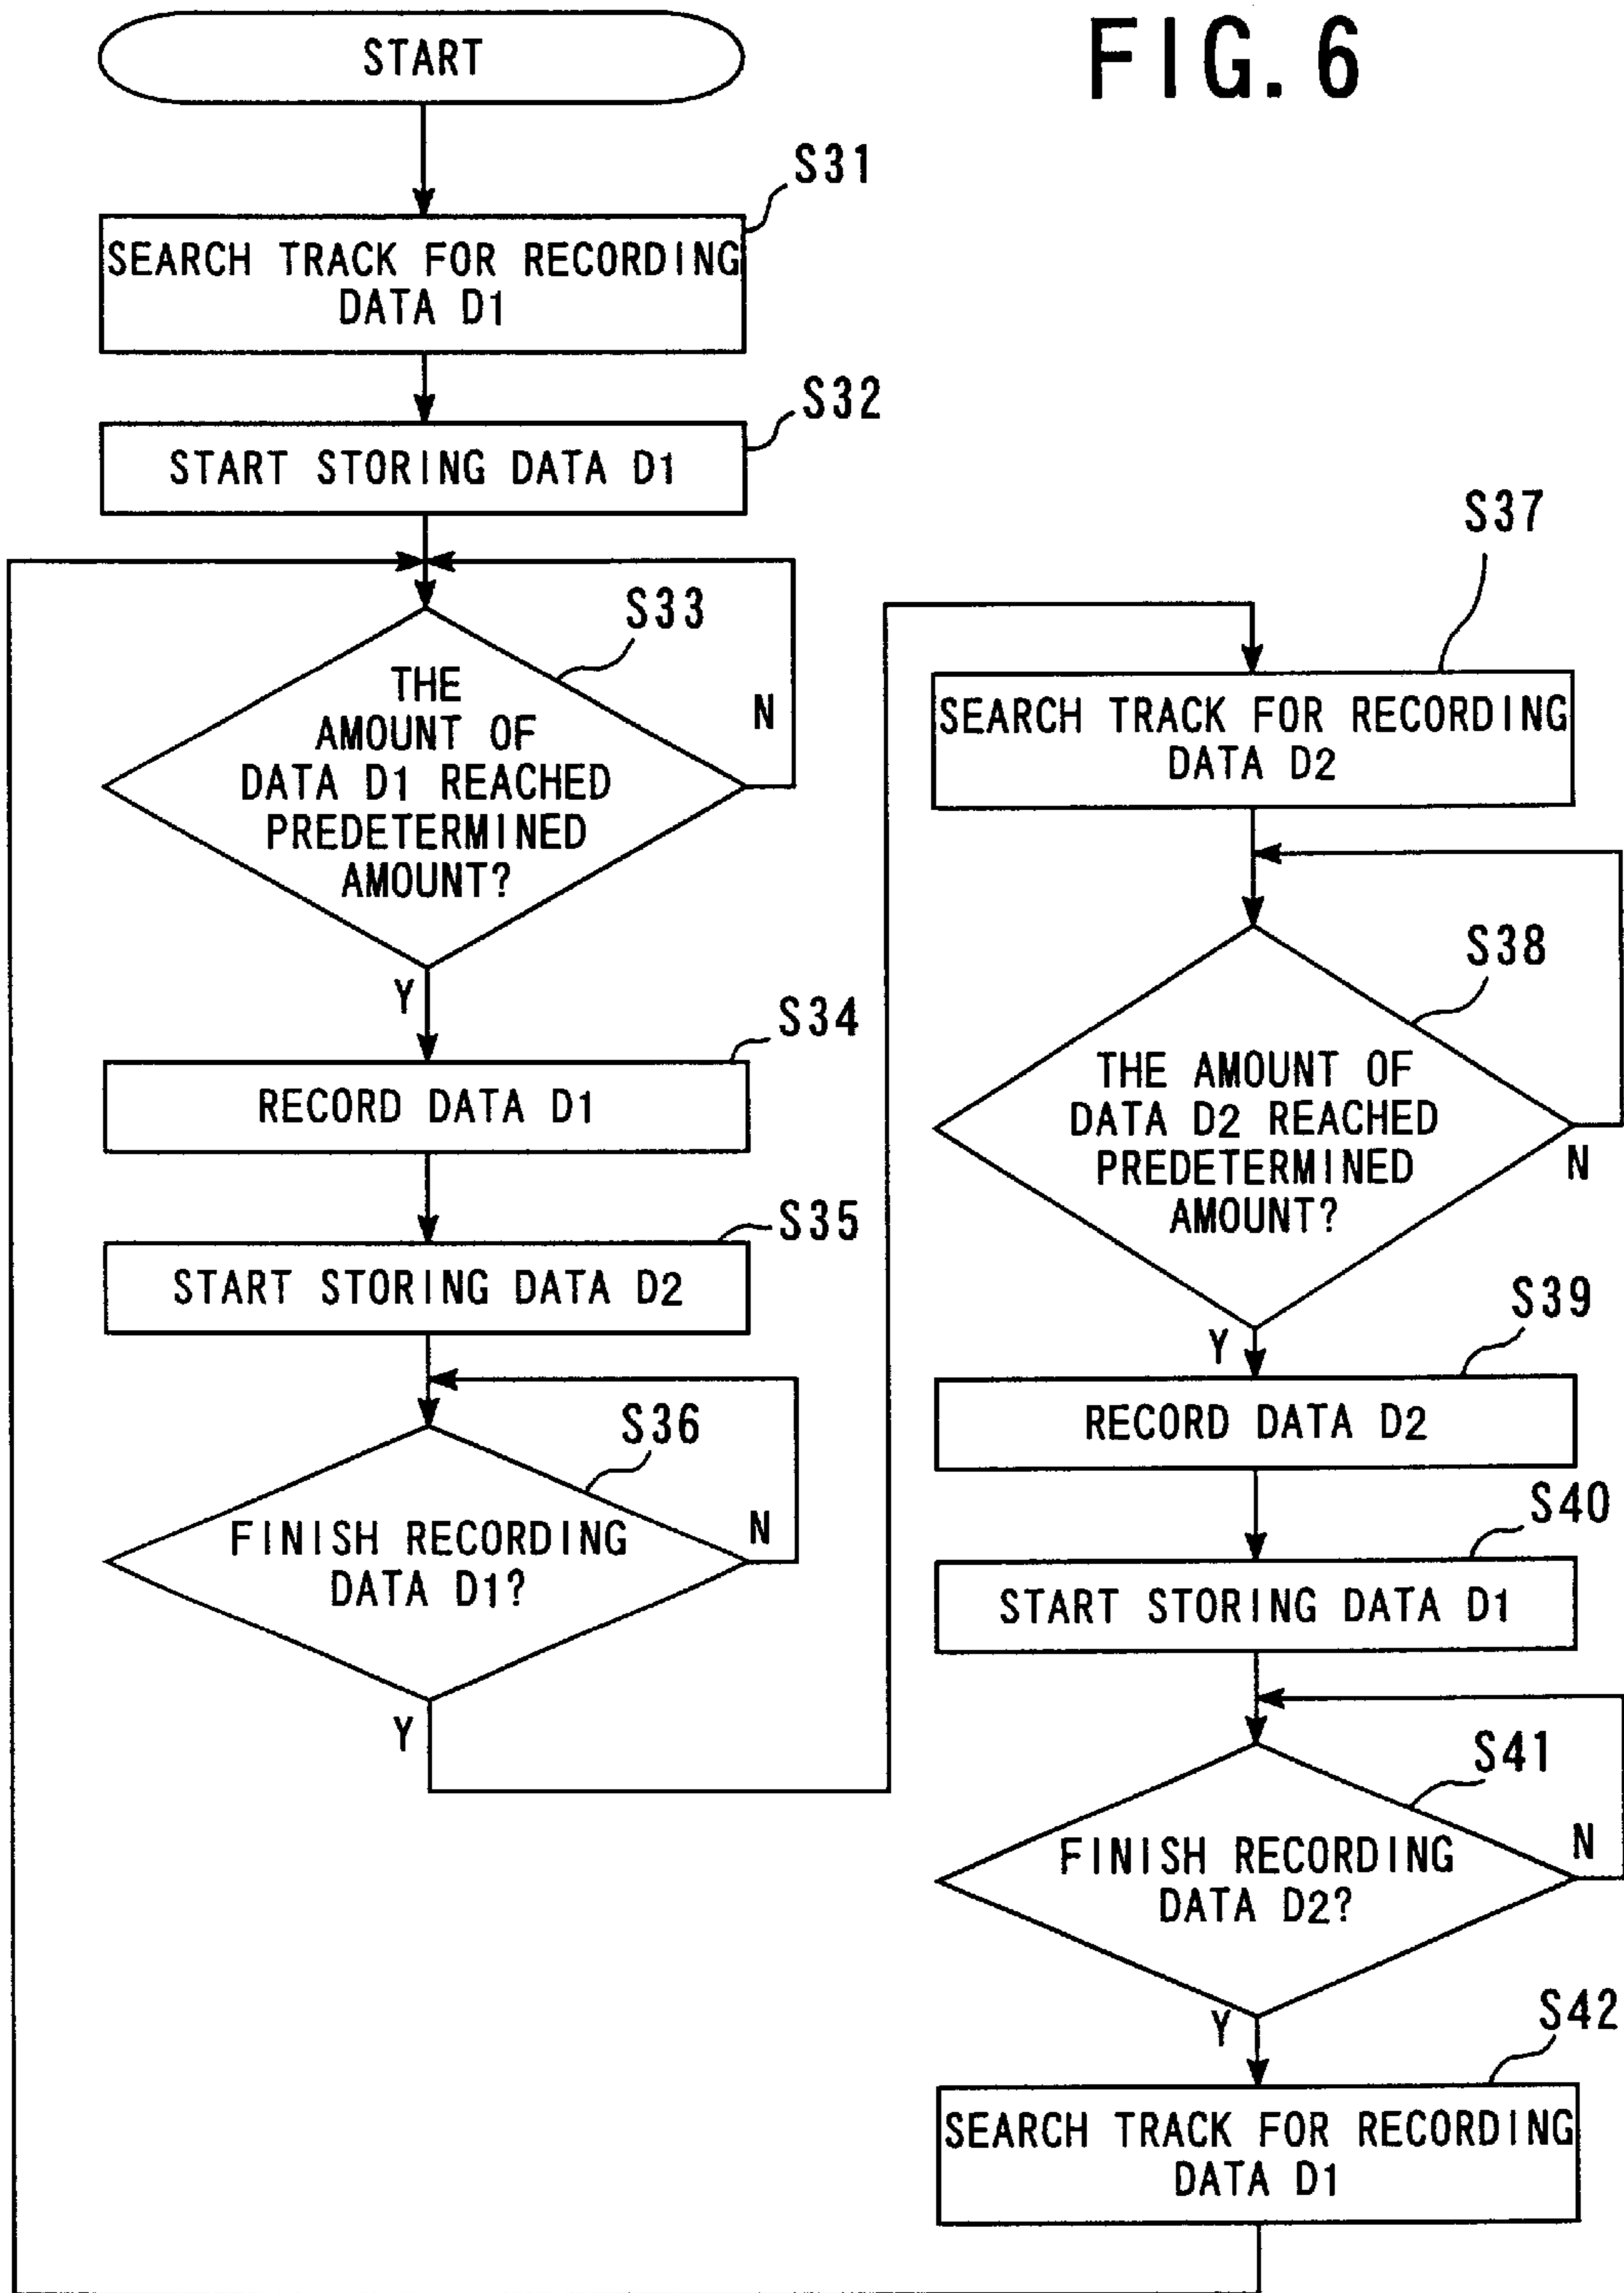 FIG. 6
START
S31
SEARCH TRACK FOR RECORDING
DATA D1
S32
START STORING DATA D1
S33
THE
AMOUNT OF
DATA D1 REACHED
PREDETERMINED
AMOUNT?
N
Y
S34
RECORD DATA D1
S35
START STORING DATA D2
S36
FINISH RECORDING
DATA D1?
N
Y
S37
SEARCH TRACK FOR RECORDING
DATA D2
S38
THE AMOUNT OF
DATA D2 REACHED
PREDETERMINED
AMOUNT?
N
Y
S39
RECORD DATA D2
S40
START STORING DATA D1
S41
FINISH RECORDING
DATA D2?
N
Y
S42
SEARCH TRACK FOR RECORDING
DATA D1